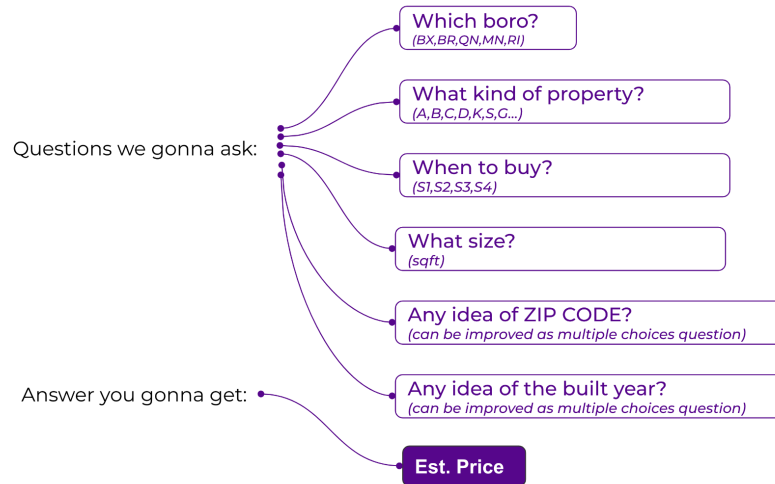 Which boro?
(BX,BR,QN,MN,RI)
What kind of property?
(A,B,C,D,K,S,G...)
Questions we gonna ask:
When to buy?
(S1,S2,S3,S4)
What size?
(sqft)
Any idea of ZIP CODE?
(can be improved as multiple choices question)
Any idea of the built year?
(can be improved as multiple choices question)
Answer you gonna get:
Est. Price